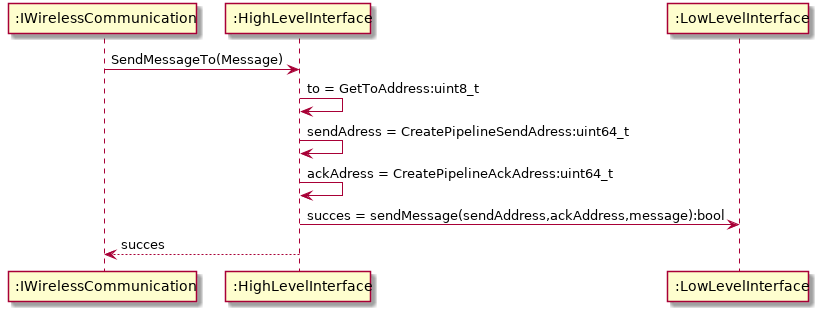 :IWirelessCommunication :HighLevelInterface :LowLevelInterface
SendMessageTo(Message)
to = GetToAddress:uint8_t
sendAdress = CreatePipelineSendAdress:uint64_t
ackAdress = CreatePipelineAckAdress:uint64_t
succes = sendMessage(sendAddress,ackAddress,message):bool
succes
:IWirelessCommunication :HighLevelInterface :LowLevelInterface